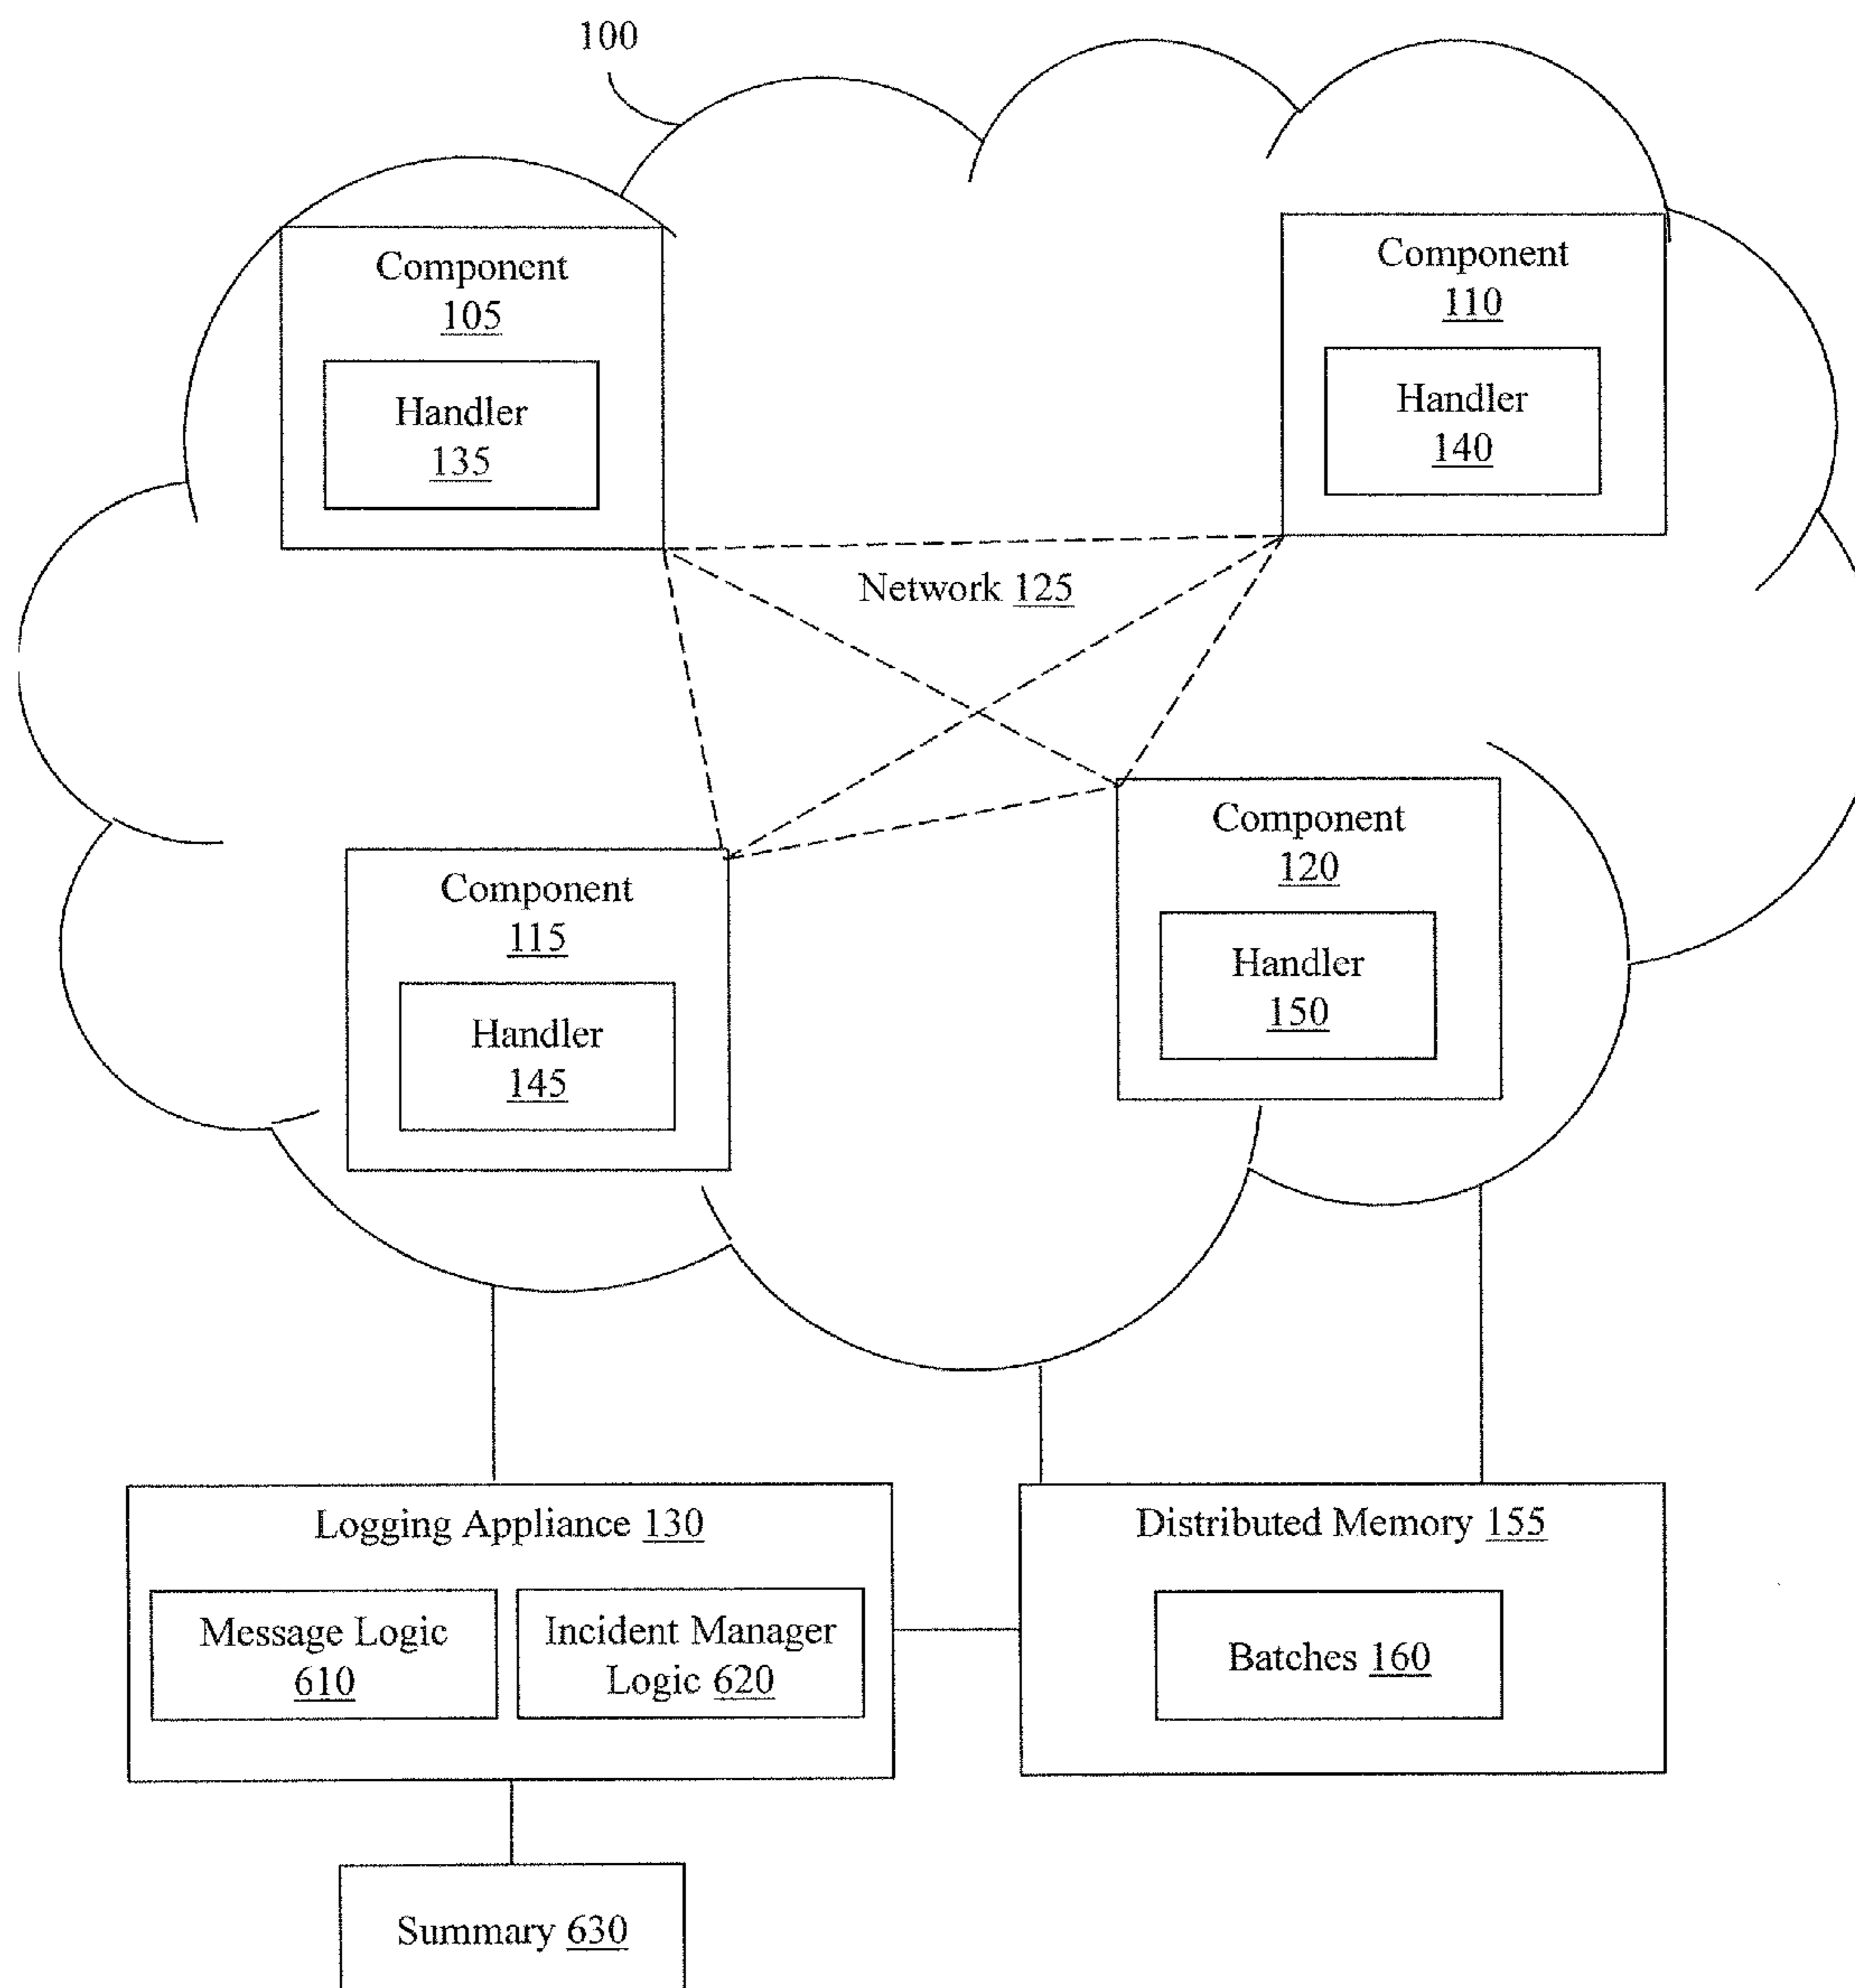 100
Component
105
Handler
135
Component
110
Handler
140
Network 125
Component
115
Handler
145
Component
120
Handler
150
Logging Appliance 130
Message Logic
610
Incident Manager
Logic 620
Distributed Memory 155
Batches 160
Summary 630